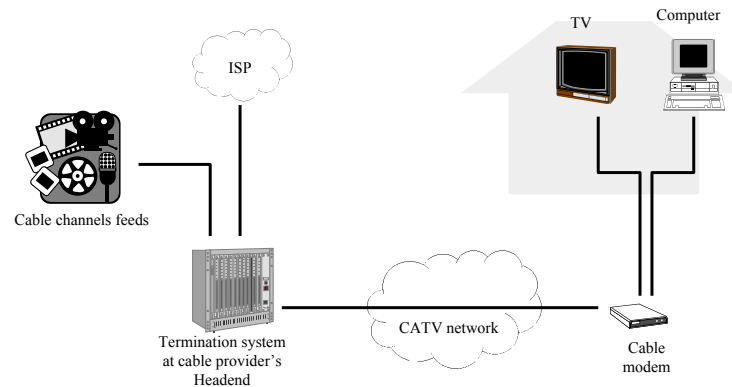 TV
Computer
ISP
Cable channels feeds
CATV network
Termination system
at cable provider's
Headend
Cable
modem